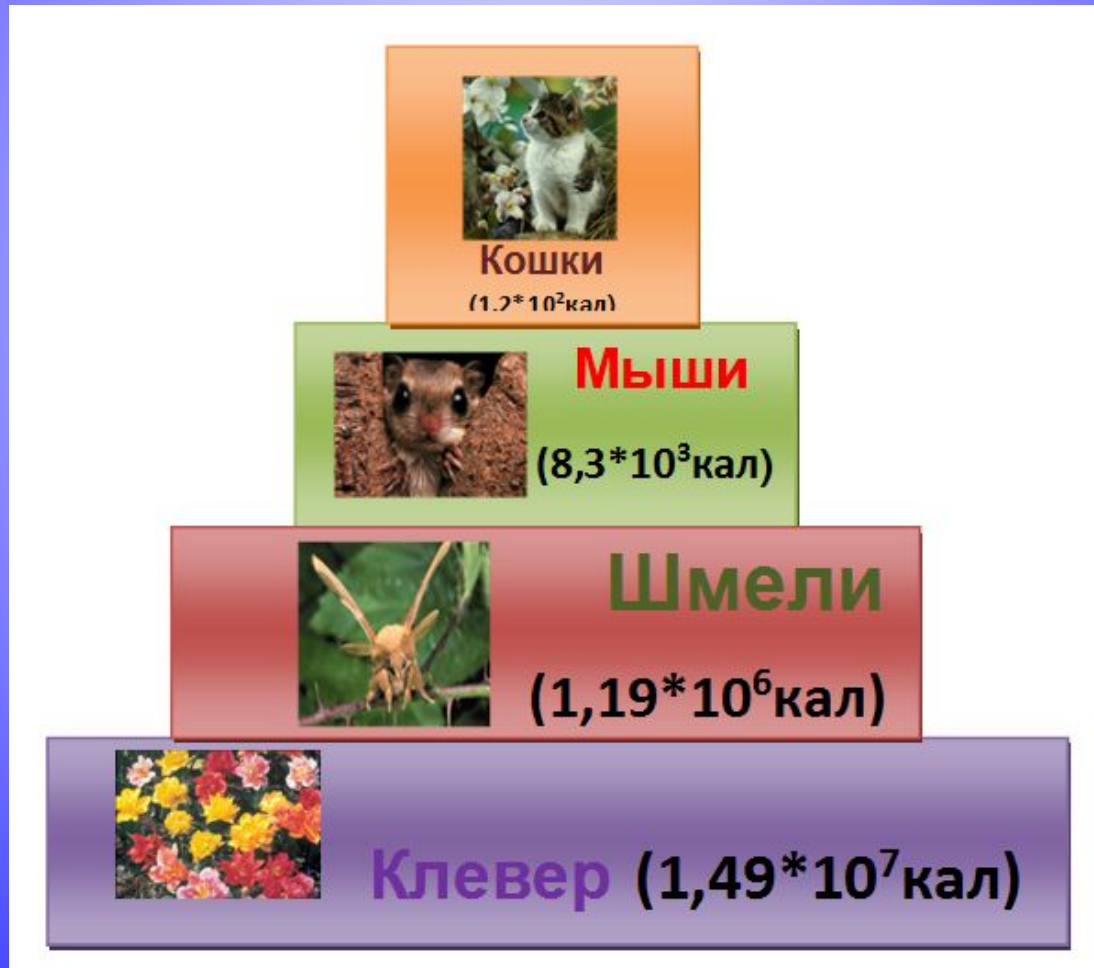 Кошки
(1,2*10²кал)
Мыши
(8,3*10³кал)
Шмели
(1,19*10⁶кал)
Клевер (1,49*10⁷кал)